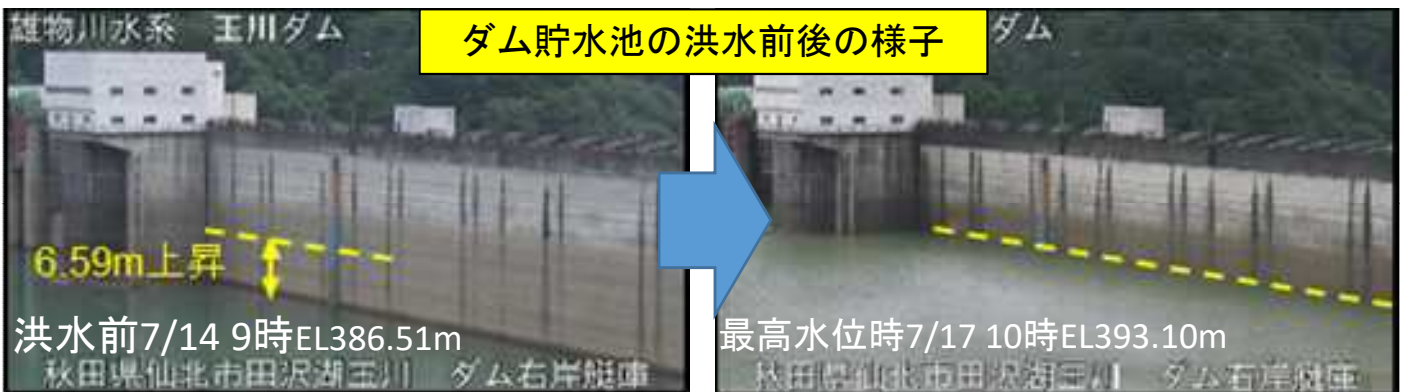 ダム貯水池の洪水前後の様子
雄物川水系 玉川ダム
6.59m上昇
洪水前7/14 9時EL386.51m
秋田県仙北市田沢湖玉川 ダム右岸艇庫
ダム
最高水位時7/17 10時EL393.10m
秋田県仙北市田沢湖玉川 ダム右岸艇庫